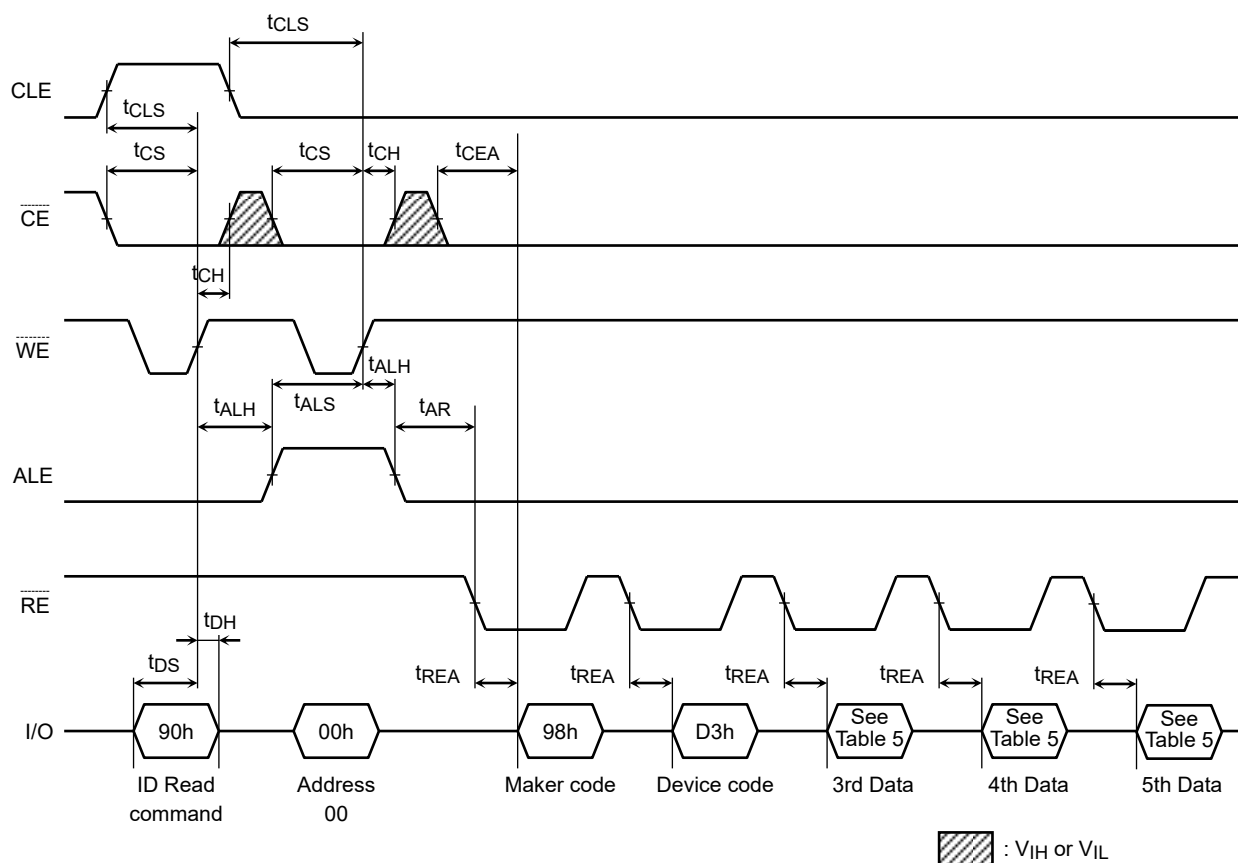 tCLS
CLE
tCLS
tCS
tCS
tCH
tCEA
CE
tCH
WE
tALH
tALH
tALS
tAR
ALE
RE
tDH
tDS
tREA
tREA
tREA
tREA
tREA
I/O
90h
00h
98h
D3h
See
Table 5
See
Table 5
See
Table 5
ID Read
command
Address
00
Maker code
Device code
3rd Data
4th Data
5th Data
: VIH or VIL